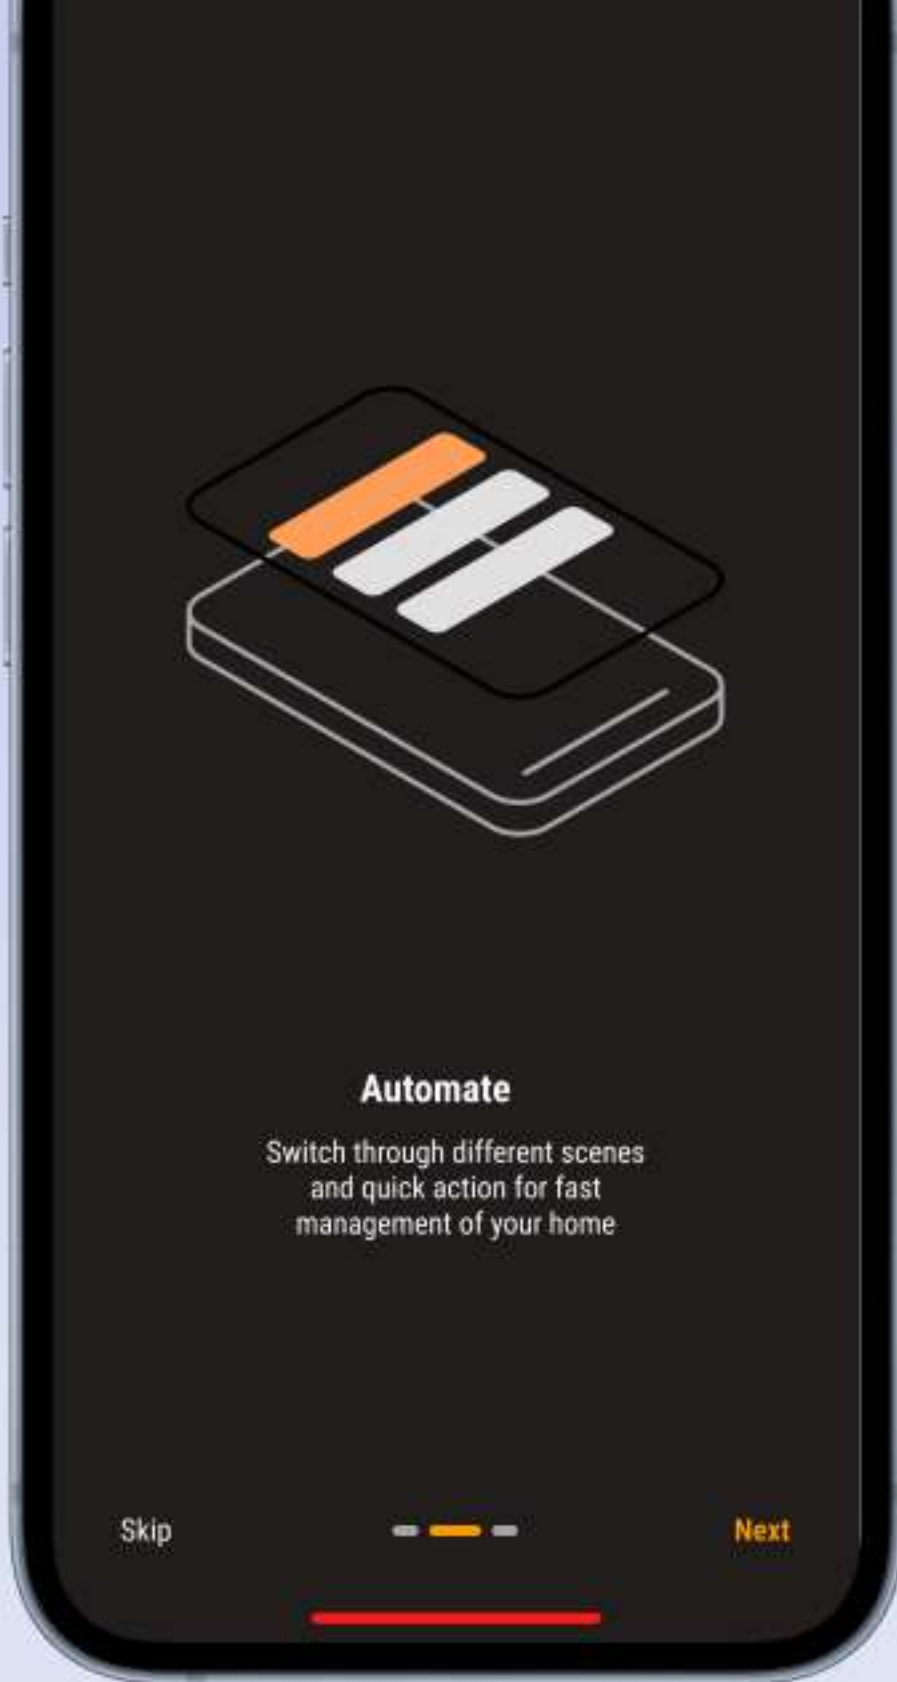 Automate
Switch through different scenes
and quick action for fast
management of your home
Skip
Next